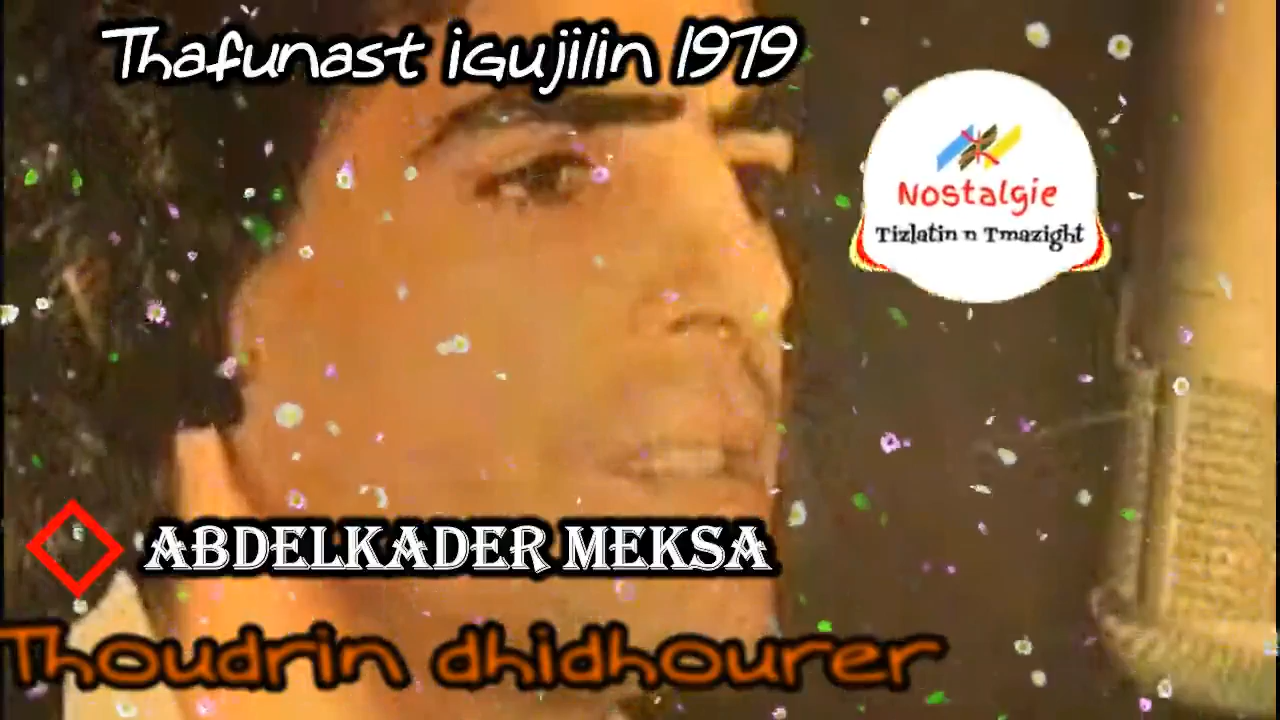 Thafunast iGujilin 1979
Nostalgie
Tizlatin n Tmazight
ABDELKADER MEKSA
Thoudrin dhidhourer